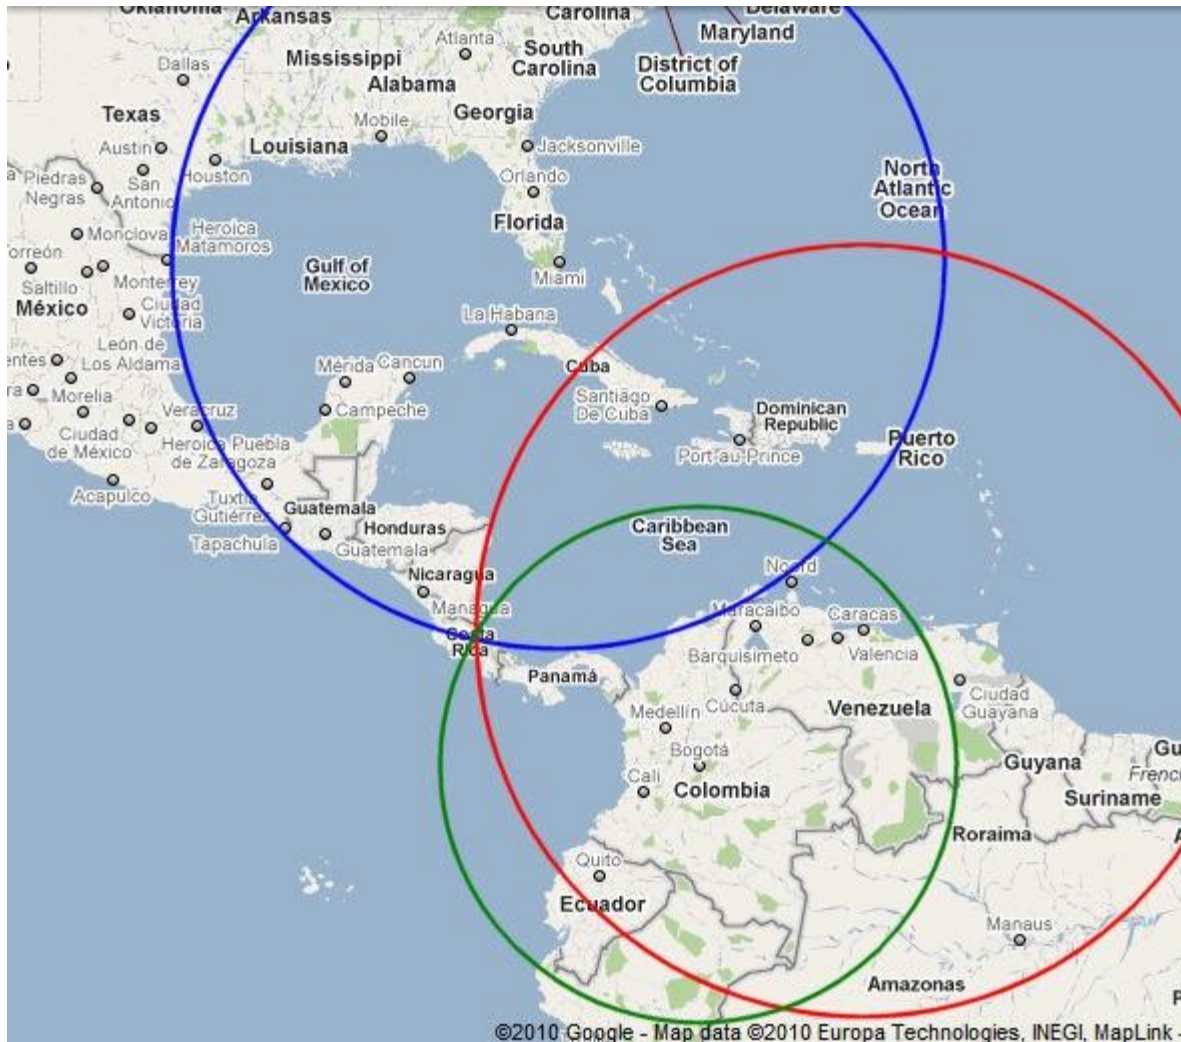 Oklahoma
Arkansas
Carolina
Delaware
Maryland
Atlanta
South
Carolina
District of
Columbia
Mississippi
Alabama
Dallas
Texas
Georgia
Mobile
Austin
Louisiana
Jacksonville
Houston
San
Antonio
Piedras
Negras
Orlando
North
Atlantic
Ocean
Florida
Monclova
Heroica
Matamoros
Torreón
Gulf of
Mexico
Miami
Saltillo
Monterrey
México
Ciudad
Victoria
La Habana
León de
Los Aldama
entes
Mérida
Cancun
Cuba
Morelia
Santiago
De Cuba
Dominican
Republic
Veracruz
Campeche
Ciudad
de México
Heroica Puebla
de Zaragoza
Port-au-Prince
Puerto
Rico
Acapulco
Tuxtla
Gutiérrez
Guatemala
Honduras
Caribbean
Sea
Tapachula
Guatemala
Nicaragua
Noord
Managua
Maracaibo
Caracas
Costa
Rica
Barquisimeto
Valencia
Panamá
Cúcuta
Venezuela
Ciudad
Guayana
Medellín
Bogotá
Guyana
Gu
French
Cali
Colombia
Suriname
Roraima
A
Quito
Ecuador
Manaus
Amazonas
P
©2010 Google - Map data ©2010 Europa Technologies, INEGI, MapLink -